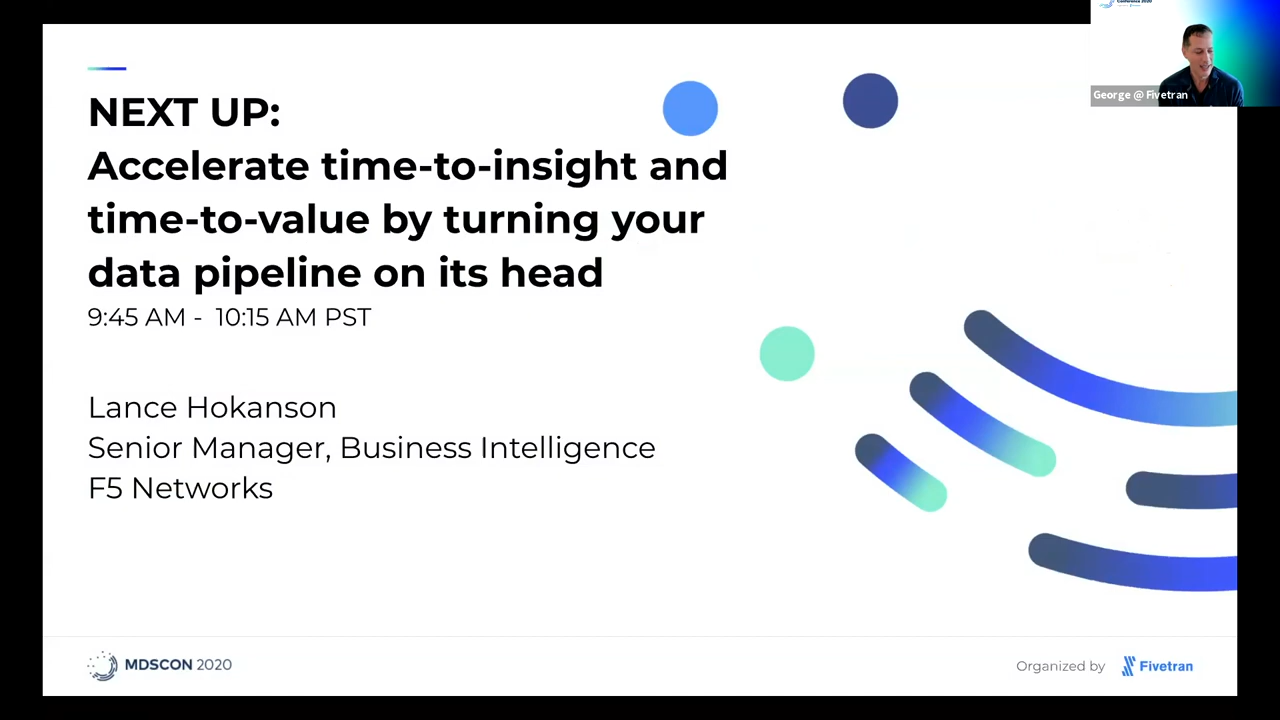 NEXT UP:
Accelerate time-to-insight and
time-to-value by turning your
data pipeline on its head
9:45 AM - 10:15 AM PST
Lance Hokanson
Senior Manager, Business Intelligence
F5 Networks
MDSCON 2020
Organized by Fivetran
George @ Fivetran